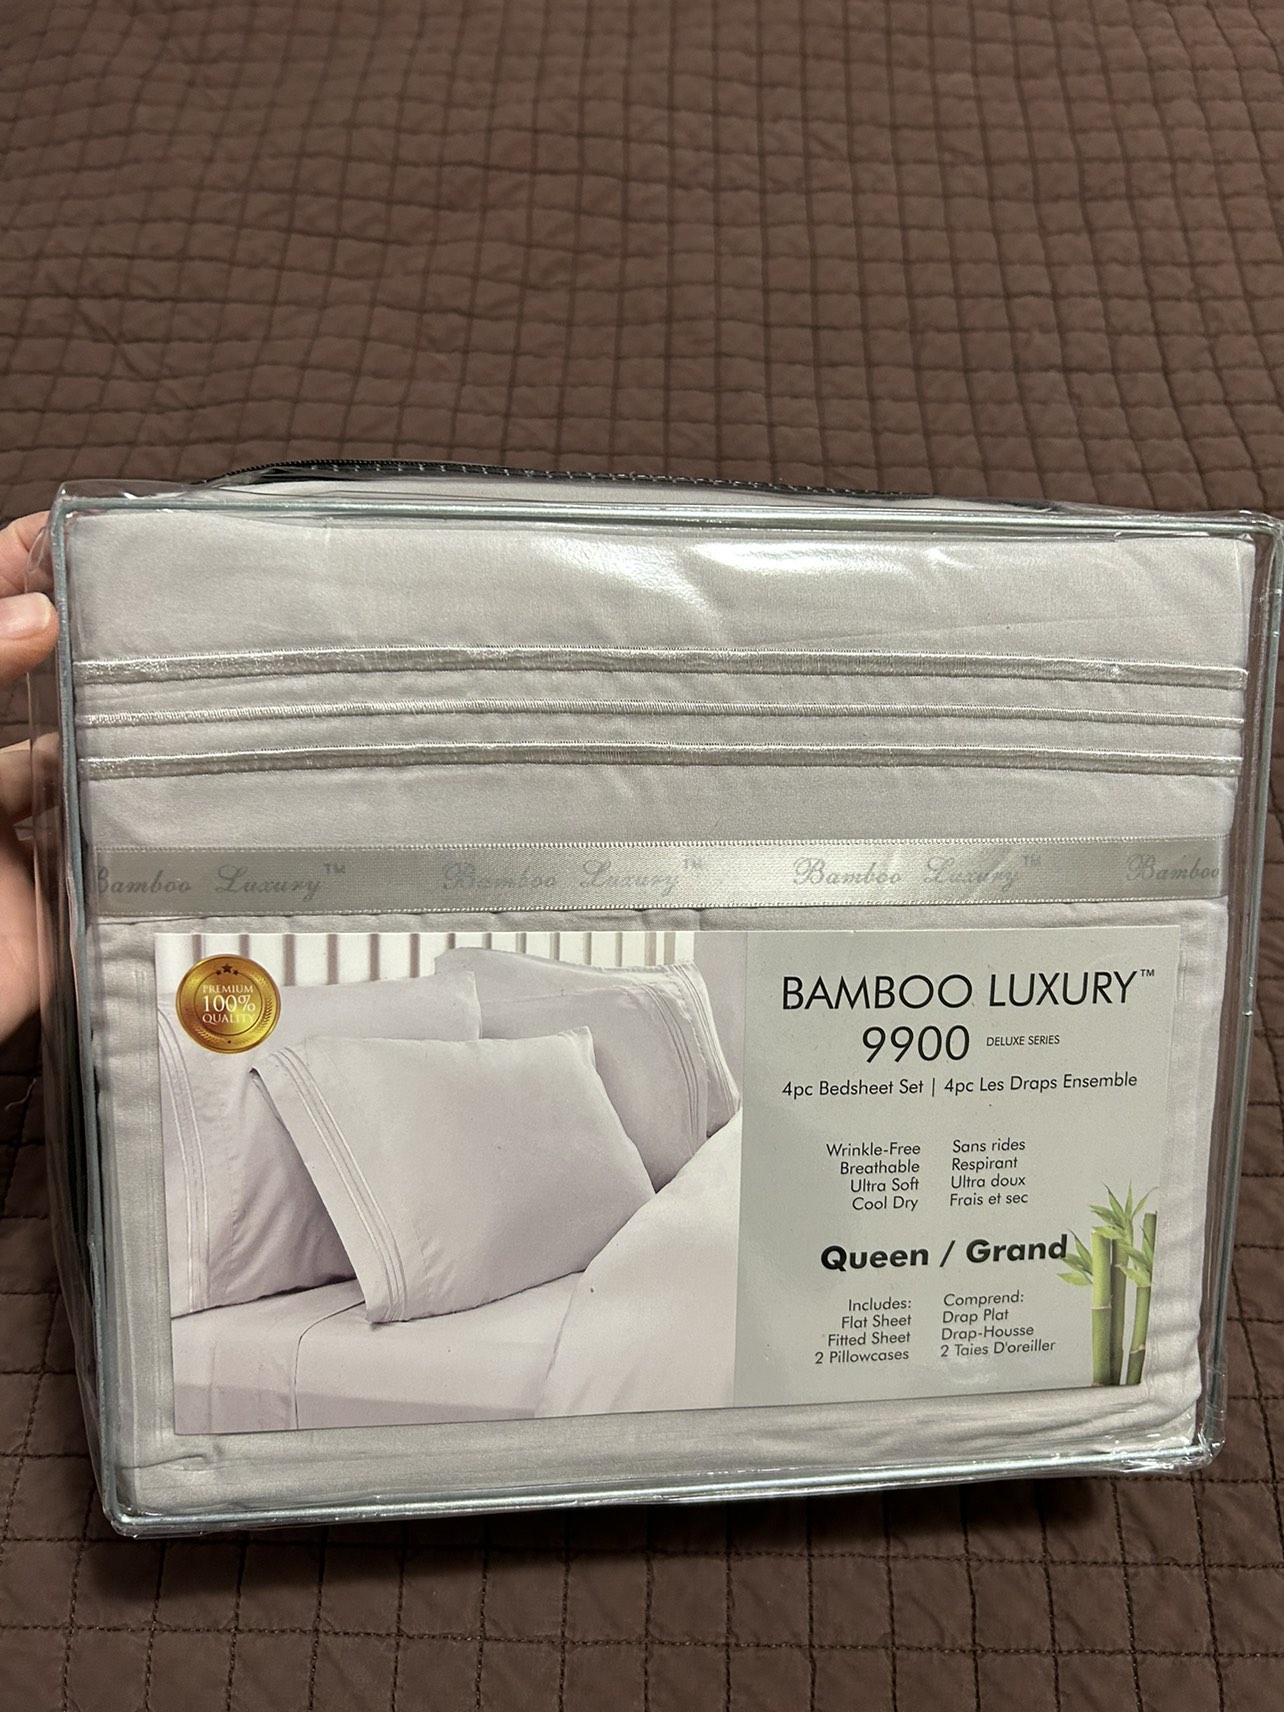 Bamboo Luxury™ Bamboo Luxury™ Bamboo Luxury™ Bamboo
PREMIUM
100%
QUALITY
BAMBOO LUXURY™
9900 DELUXE SERIES
4pc Bedsheet Set | 4pc Les Draps Ensemble
Wrinkle-Free Sans rides
Breathable Respirant
Ultra Soft Ultra doux
Cool Dry Frais et sec
Queen / Grand
Includes: Comprend:
Flat Sheet Drap Plat
Fitted Sheet Drap-Housse
2 Pillowcases 2 Taies D'oreiller